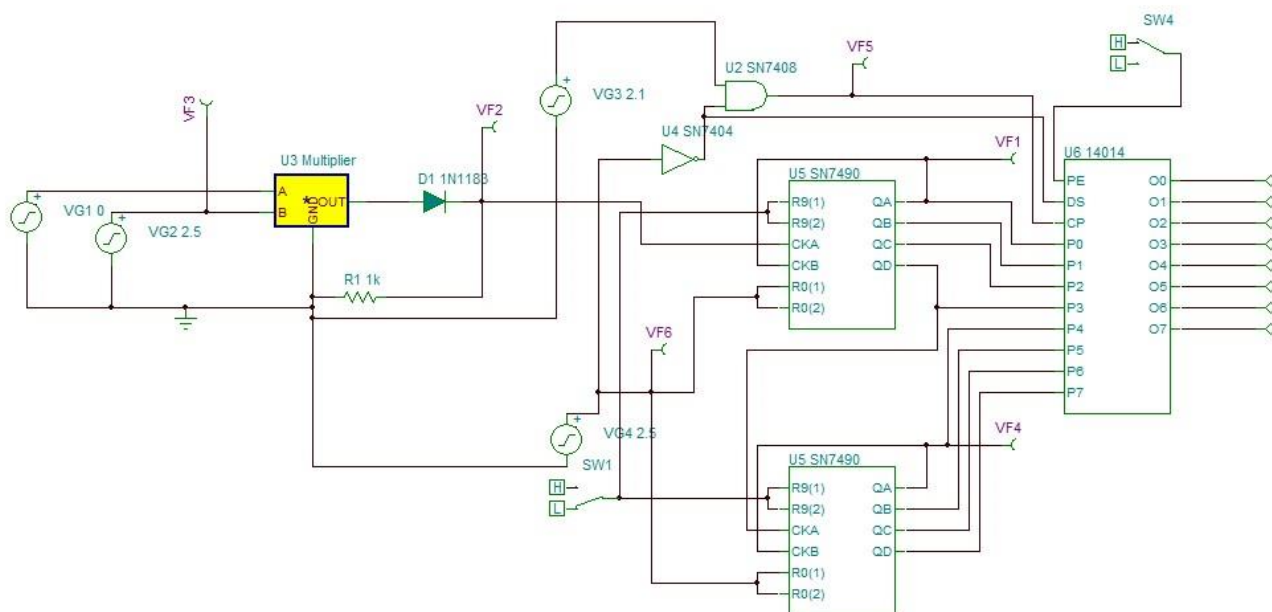 SW4
H
L
VF5
U2 SN7408
VG3 2.1
VF3
VF2
U4 SN7404
VF1
U6 14014
U3 Multiplier
A
B
*
OUT
GND
D1 1N1183
VG1 0
VG2 2.5
R1 1k
U5 SN7490
R9(1) QA
R9(2) QB
CKA QC
CKB QD
R0(1)
R0(2)
PE O0
DS O1
CP O2
P0 O3
P1 O4
P2 O5
P3 O6
P4 O7
P5
P6
P7
VF6
VG4 2.5
SW1
H
L
VF4
U5 SN7490
R9(1) QA
R9(2) QB
CKA QC
CKB QD
R0(1)
R0(2)